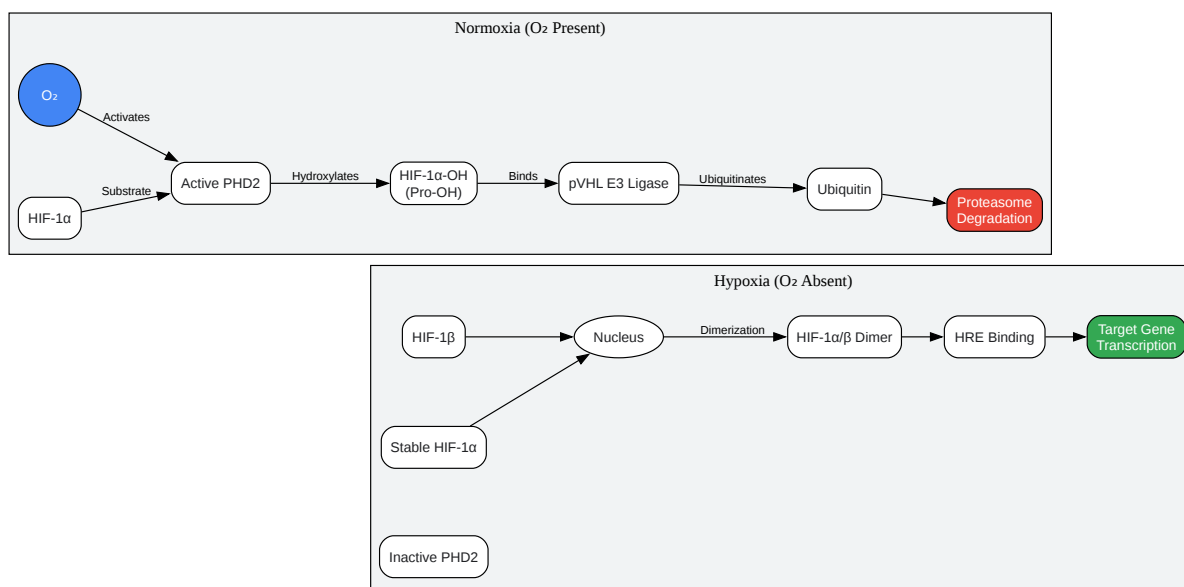 Normoxia (O₂ Present)
O₂
Activates
HIF-1α
Substrate
Active PHD2
Hydroxylates
HIF-1α-OH
(Pro-OH)
Binds
pVHL E3 Ligase
Ubiquitinates
Ubiquitin
Proteasome
Degradation
Hypoxia (O₂ Absent)
HIF-1β
Nucleus
Dimerization
HIF-1α/β Dimer
HRE Binding
Target Gene
Transcription
Stable HIF-1α
Inactive PHD2